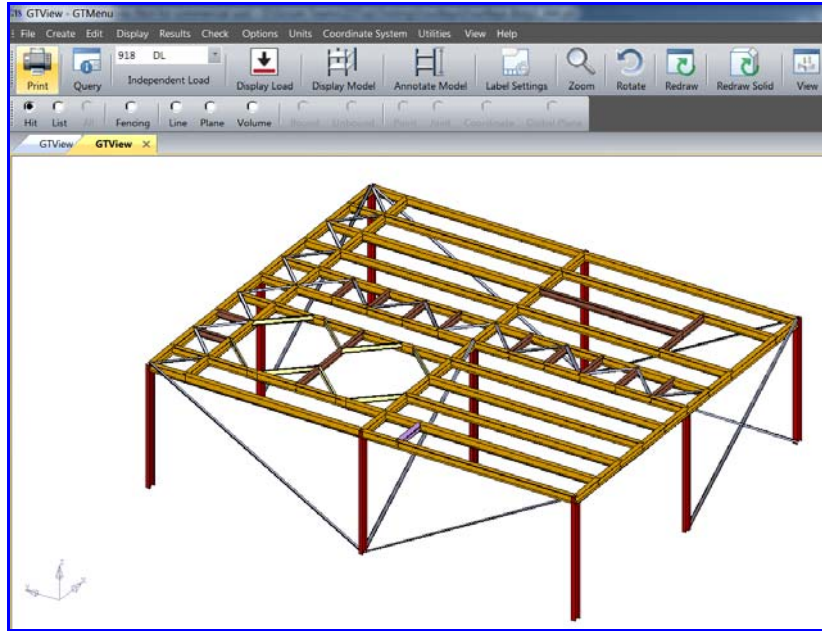 GTView - GTMenu
File Create Edit Display Results Check Options Units Coordinate System Utilities View Help
918 DL
Print Query Independent Load Display Load Display Model Annotate Model Label Settings Zoom Rotate Redraw Redraw Solid View
Hit List All Fencing Line Plane Volume
GTView GTView ×